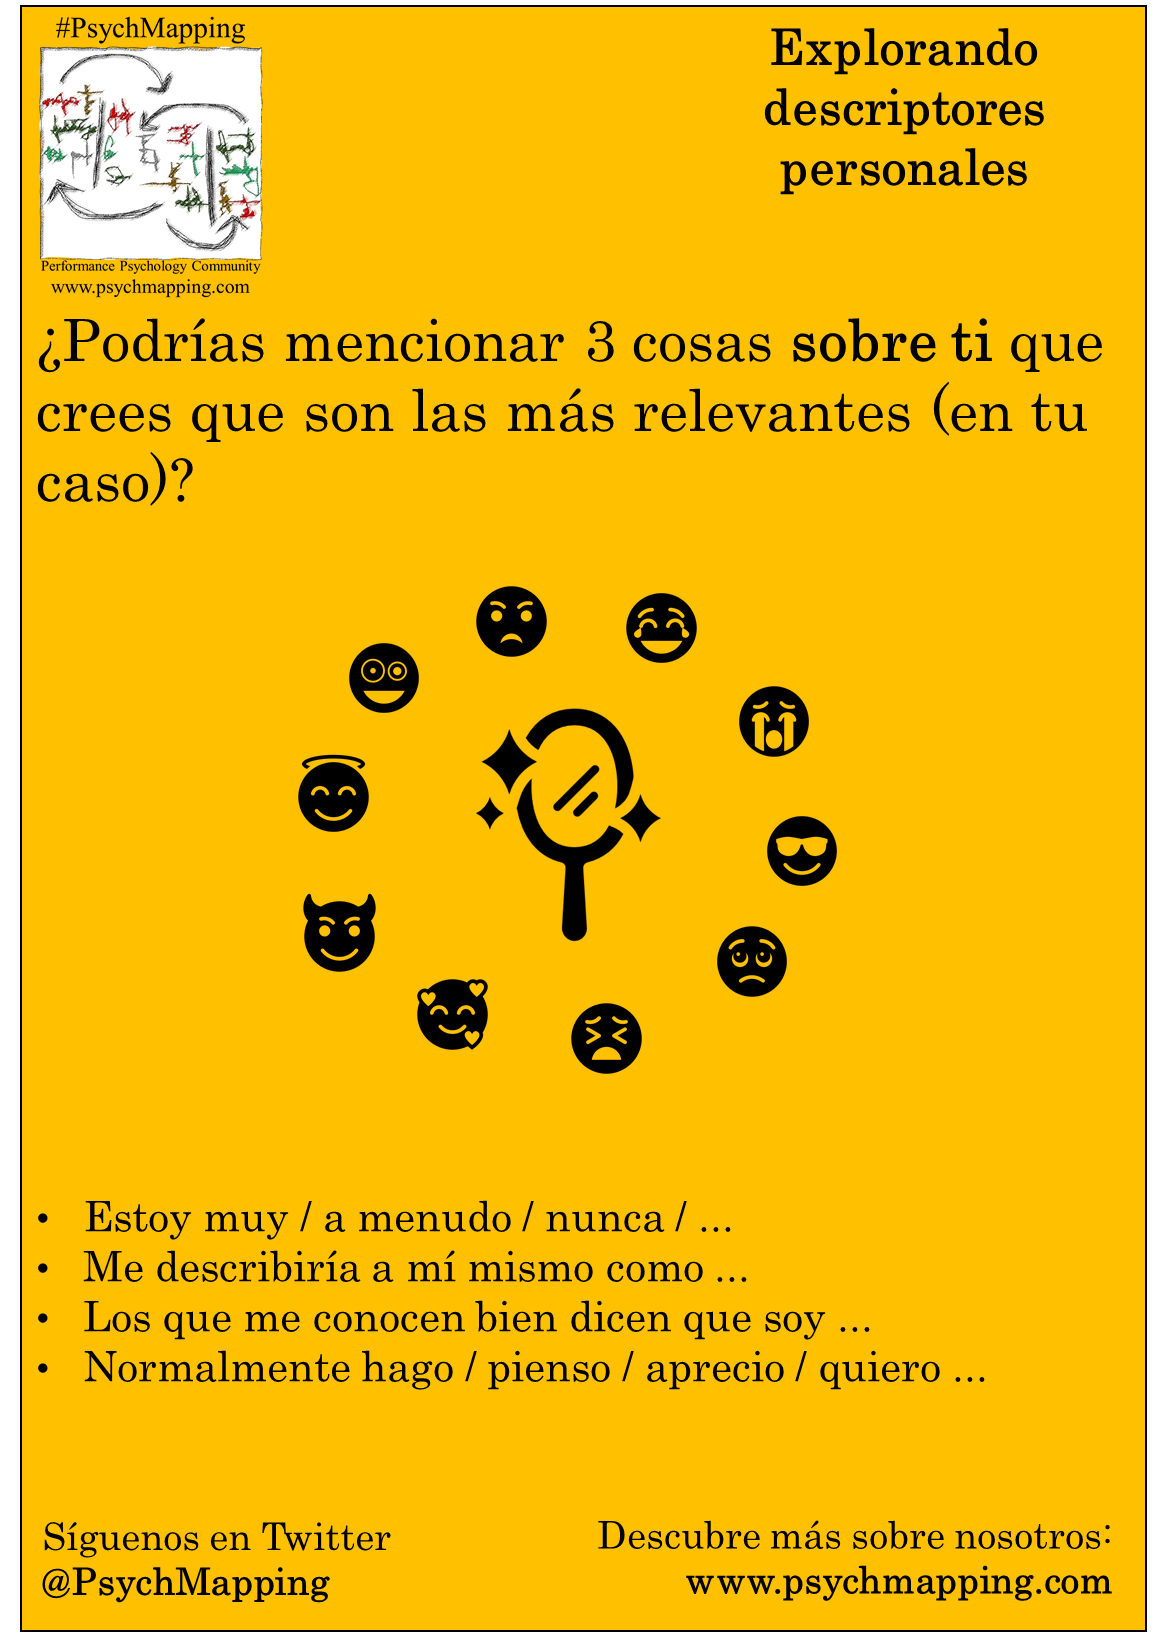 #PsychMapping
Performance Psychology Community
www.psychmapping.com
Explorando
descriptores
personales
¿Podrías mencionar 3 cosas sobre ti que
crees que son las más relevantes (en tu
caso)?
• Estoy muy / a menudo / nunca / ...
• Me describiría a mí mismo como ...
• Los que me conocen bien dicen que soy ...
• Normalmente hago / pienso / aprecio / quiero ...
Síguenos en Twitter
@PsychMapping
Descubre más sobre nosotros:
www.psychmapping.com